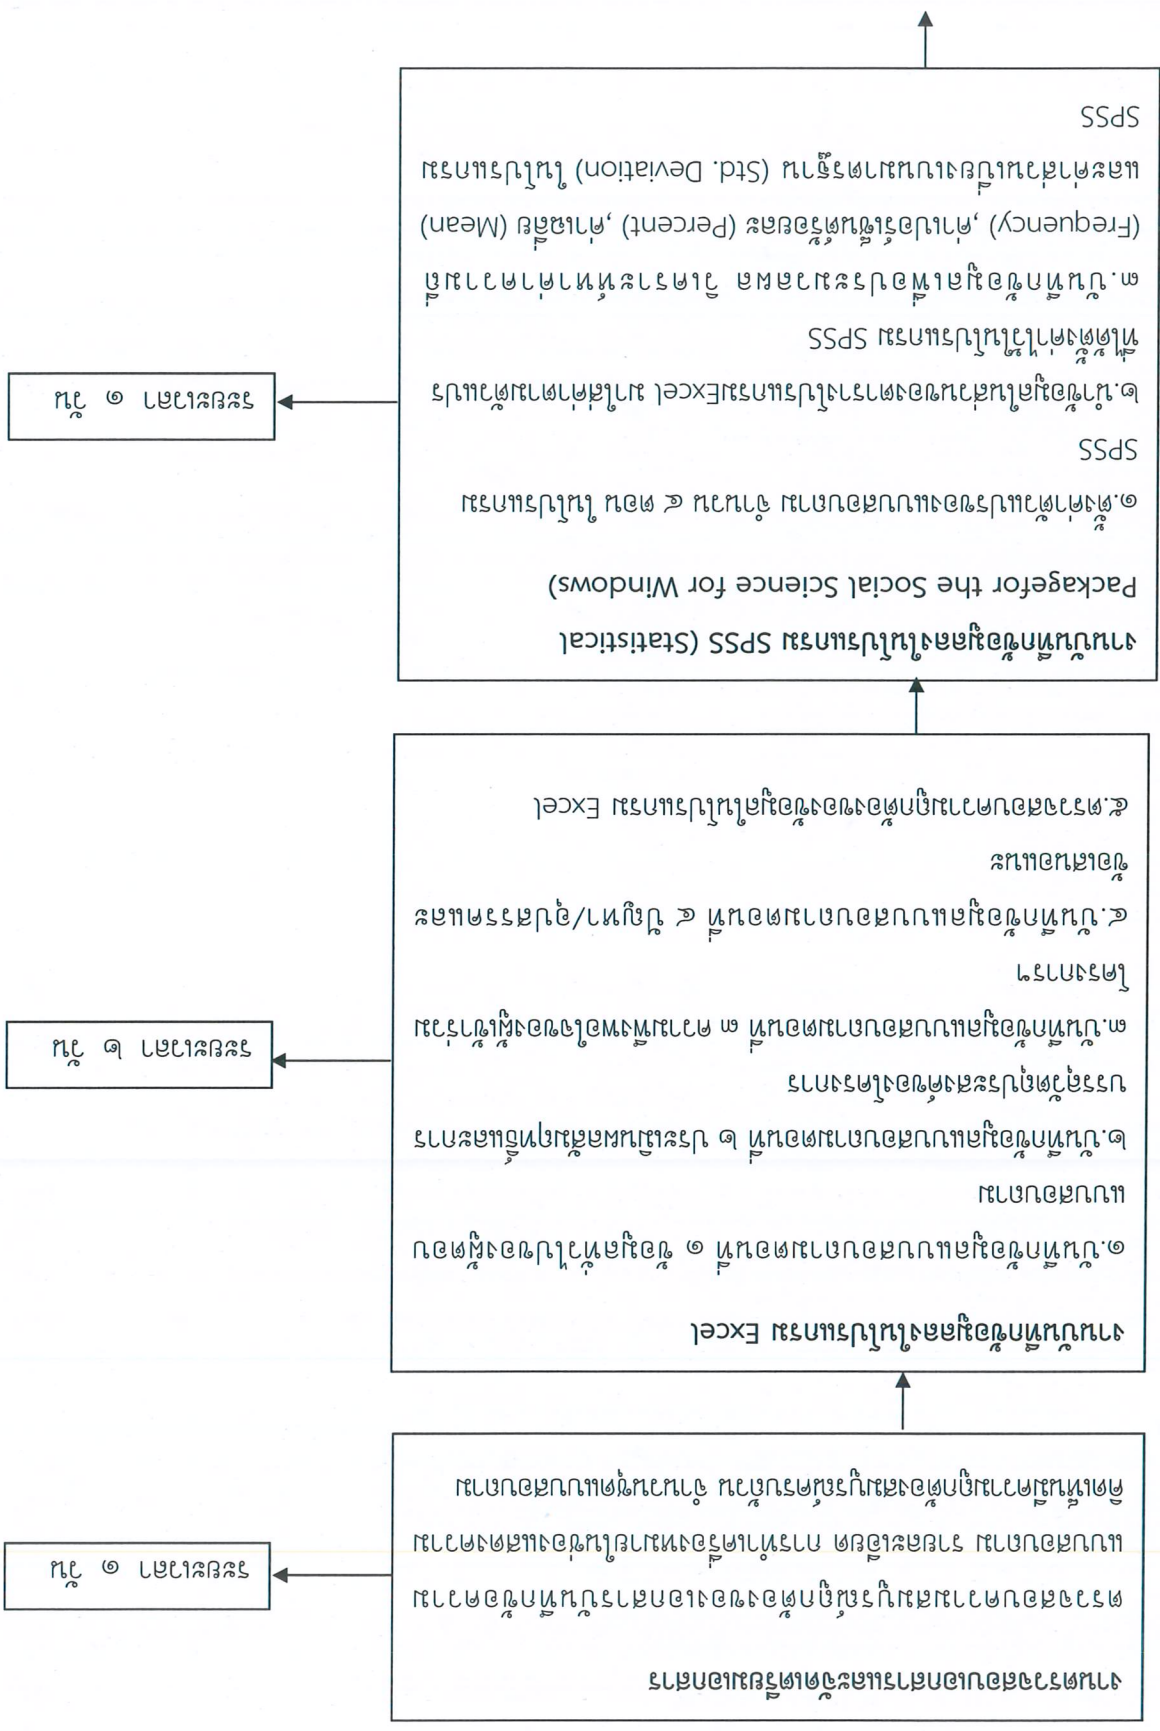 งานตรวจสอบเอกสารและจัดเตรียมเอกสาร
ตรวจสอบความสมบูรณ์ถูกต้องของเอกสารบันทึกข้อความ
แบบสอบถาม รายละเอียด การทำเครื่องหมายในช่องแสดงความ
คิดเห็นมีความถูกต้องสมบูรณ์ครบถ้วน จำนวนชุดแบบสอบถาม
ระยะเวลา ๑ วัน
งานบันทึกข้อมูลลงในโปรแกรม Excel
๑.บันทึกข้อมูลแบบสอบถามตอนที่ ๑ ข้อมูลทั่วไปของผู้ตอบ
แบบสอบถาม
๒.บันทึกข้อมูลแบบสอบถามตอนที่ ๒ ประเมินผลสัมฤทธิ์และการ
บรรลุวัตถุประสงค์ของโครงการ
๓.บันทึกข้อมูลแบบสอบถามตอนที่ ๓ ความพึงพอใจของผู้เข้าร่วม
โครงการฯ
๔.บันทึกข้อมูลแบบสอบถามตอนที่ ๔ ปัญหา/อุปสรรคและ
ข้อเสนอแนะ
๕.ตรวจสอบความถูกต้องของข้อมูลในโปรแกรม Excel
ระยะเวลา ๒ วัน
งานบันทึกข้อมูลลงในโปรแกรม SPSS (Statistical
Packagefor the Social Science for Windows)
๑.ตั้งค่าตัวแปรของแบบสอบถาม จำนวน ๔ ตอน ในโปรแกรม
SPSS
๒.นำข้อมูลในส่วนของตารางโปรแกรมExcel มาใส่ค่าตามตัวแปร
ที่ได้ตั้งค่าไว้ในโปรแกรม SPSS
๓.บันทึกข้อมูลเพื่อประมวลผล วิเคราะห์หาค่าความถี่
(Frequency) ,ค่าเปอร์เซ็นต์ร้อยละ (Percent) ,ค่าเฉลี่ย (Mean)
และค่าส่วนเบี่ยงเบนมาตรฐาน (Std. Deviation) ในโปรแกรม
SPSS
ระยะเวลา ๑ วัน